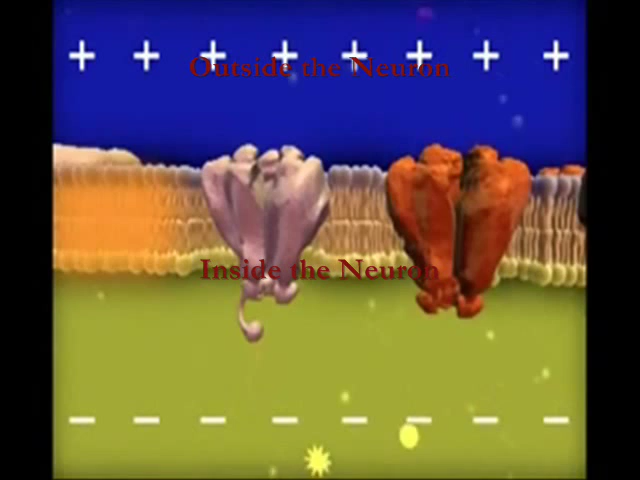 + + + + + + + +
Outside the Neuron
Inside the Neuron
− − − − − − − −